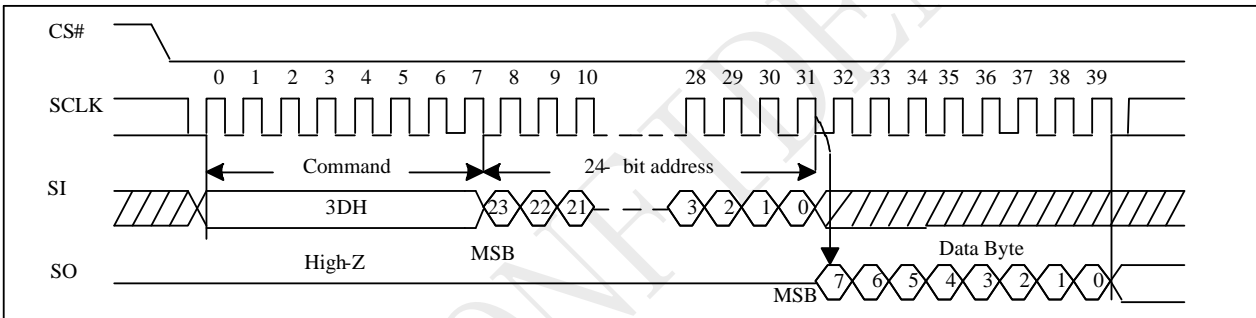 CS#
0 1 2 3 4 5 6 7 8 9 10 28 29 30 31 32 33 34 35 36 37 38 39
SCLK
Command 24- bit address
SI
3DH 23 22 21 3 2 1 0
MSB Data Byte
High-Z
SO
MSB 7 6 5 4 3 2 1 0